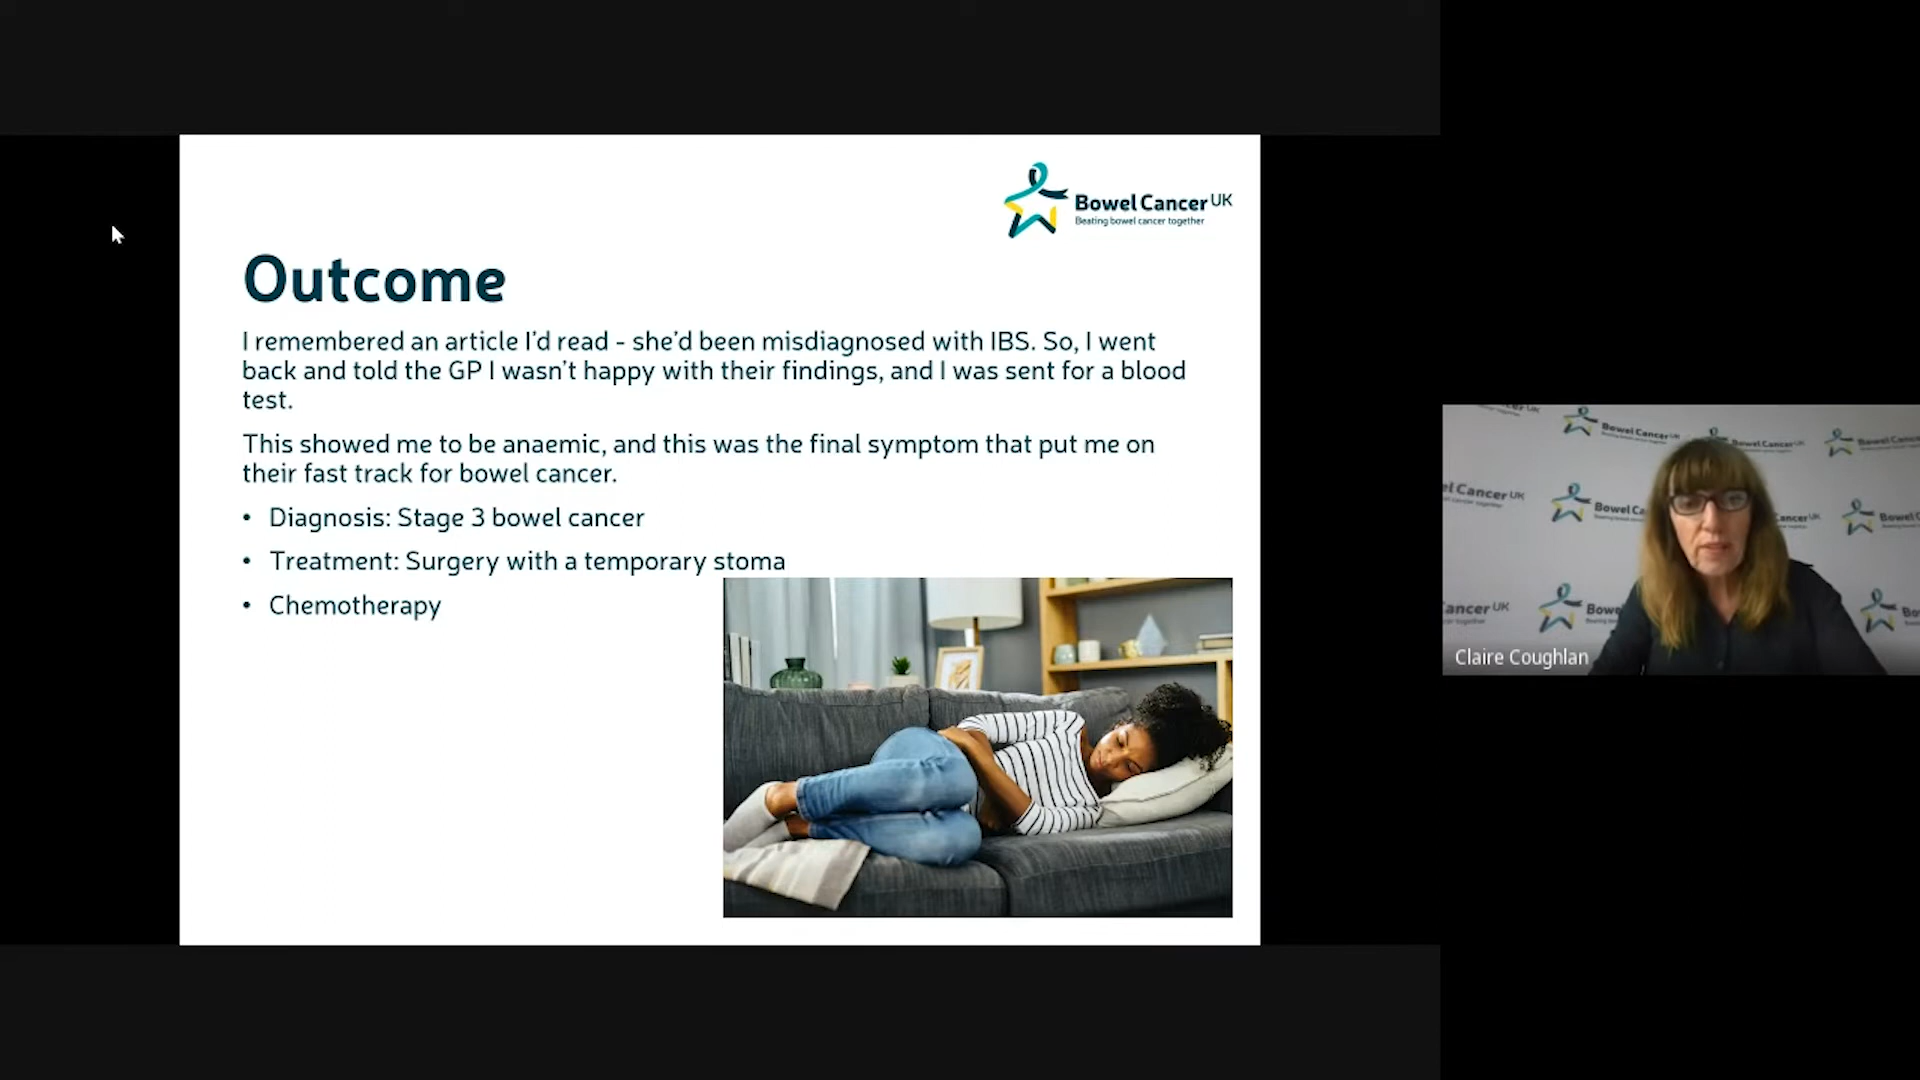 Bowel Cancer UK
Beating bowel cancer together
Outcome
I remembered an article I'd read - she'd been misdiagnosed with IBS. So, I went
back and told the GP I wasn't happy with their findings, and I was sent for a blood
test.
This showed me to be anaemic, and this was the final symptom that put me on
their fast track for bowel cancer.
• Diagnosis: Stage 3 bowel cancer
• Treatment: Surgery with a temporary stoma
• Chemotherapy
Bowel Cancer UK
Claire Coughlan